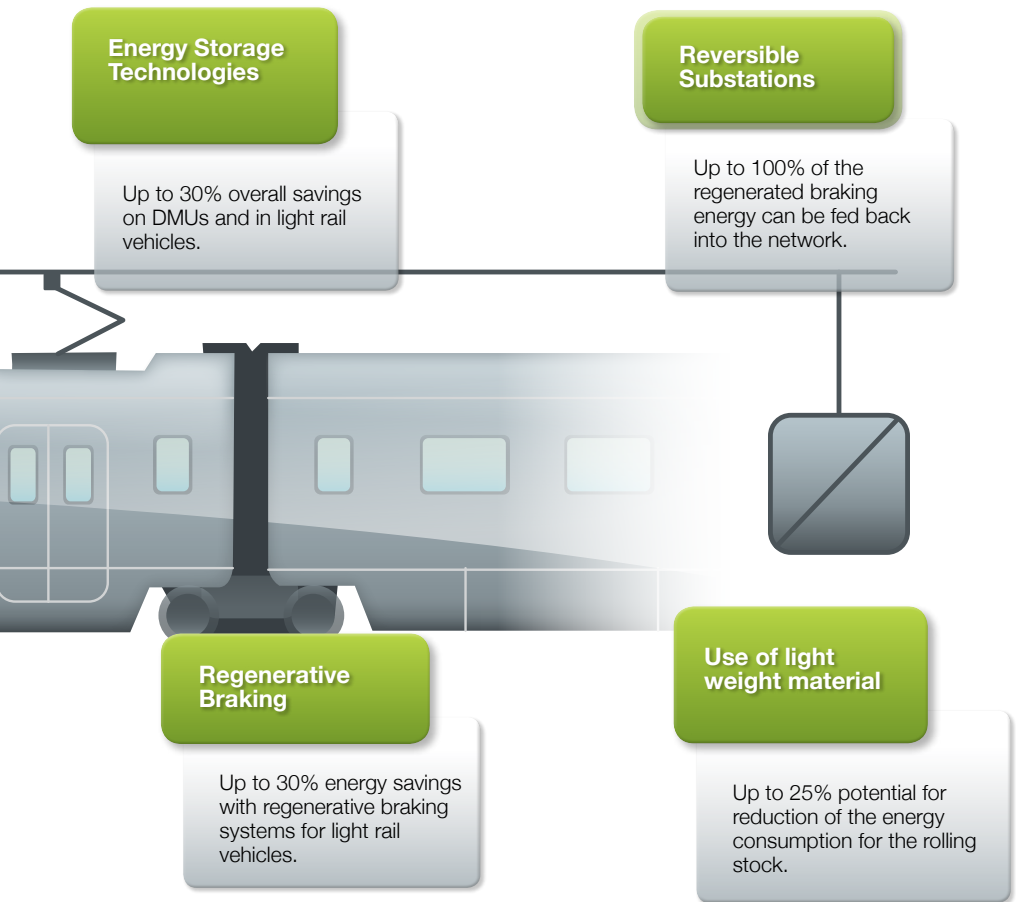 Energy Storage
Technologies
Up to 30% overall savings
on DMUs and in light rail
vehicles.
Reversible
Substations
Up to 100% of the
regenerated braking
energy can be fed back
into the network.
Regenerative
Braking
Up to 30% energy savings
with regenerative braking
systems for light rail
vehicles.
Use of light
weight material
Up to 25% potential for
reduction of the energy
consumption for the rolling
stock.